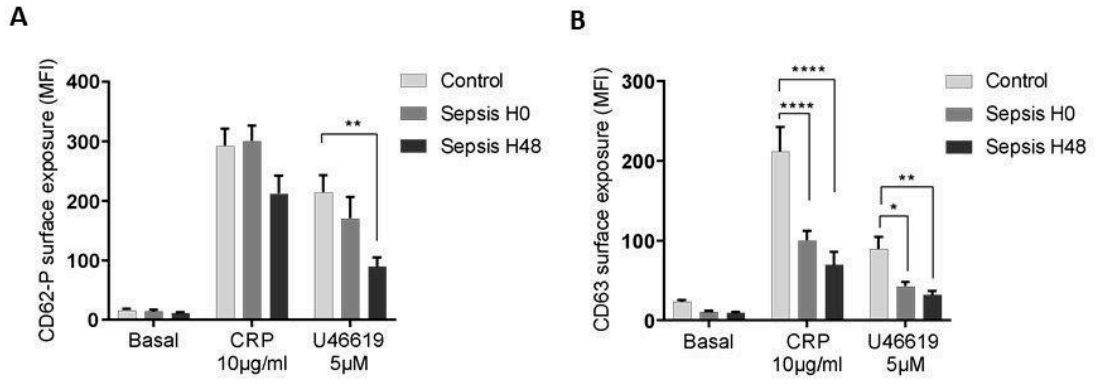 A
CD62-P surface exposure (MFI)
400
300
200
100
0
**
Control
Sepsis H0
Sepsis H48
Basal
CRP
10µg/ml
U46619
5µM
B
CD63 surface exposure (MFI)
300
200
100
0
****
****
**
*
Control
Sepsis H0
Sepsis H48
Basal
CRP
10µg/ml
U46619
5µM